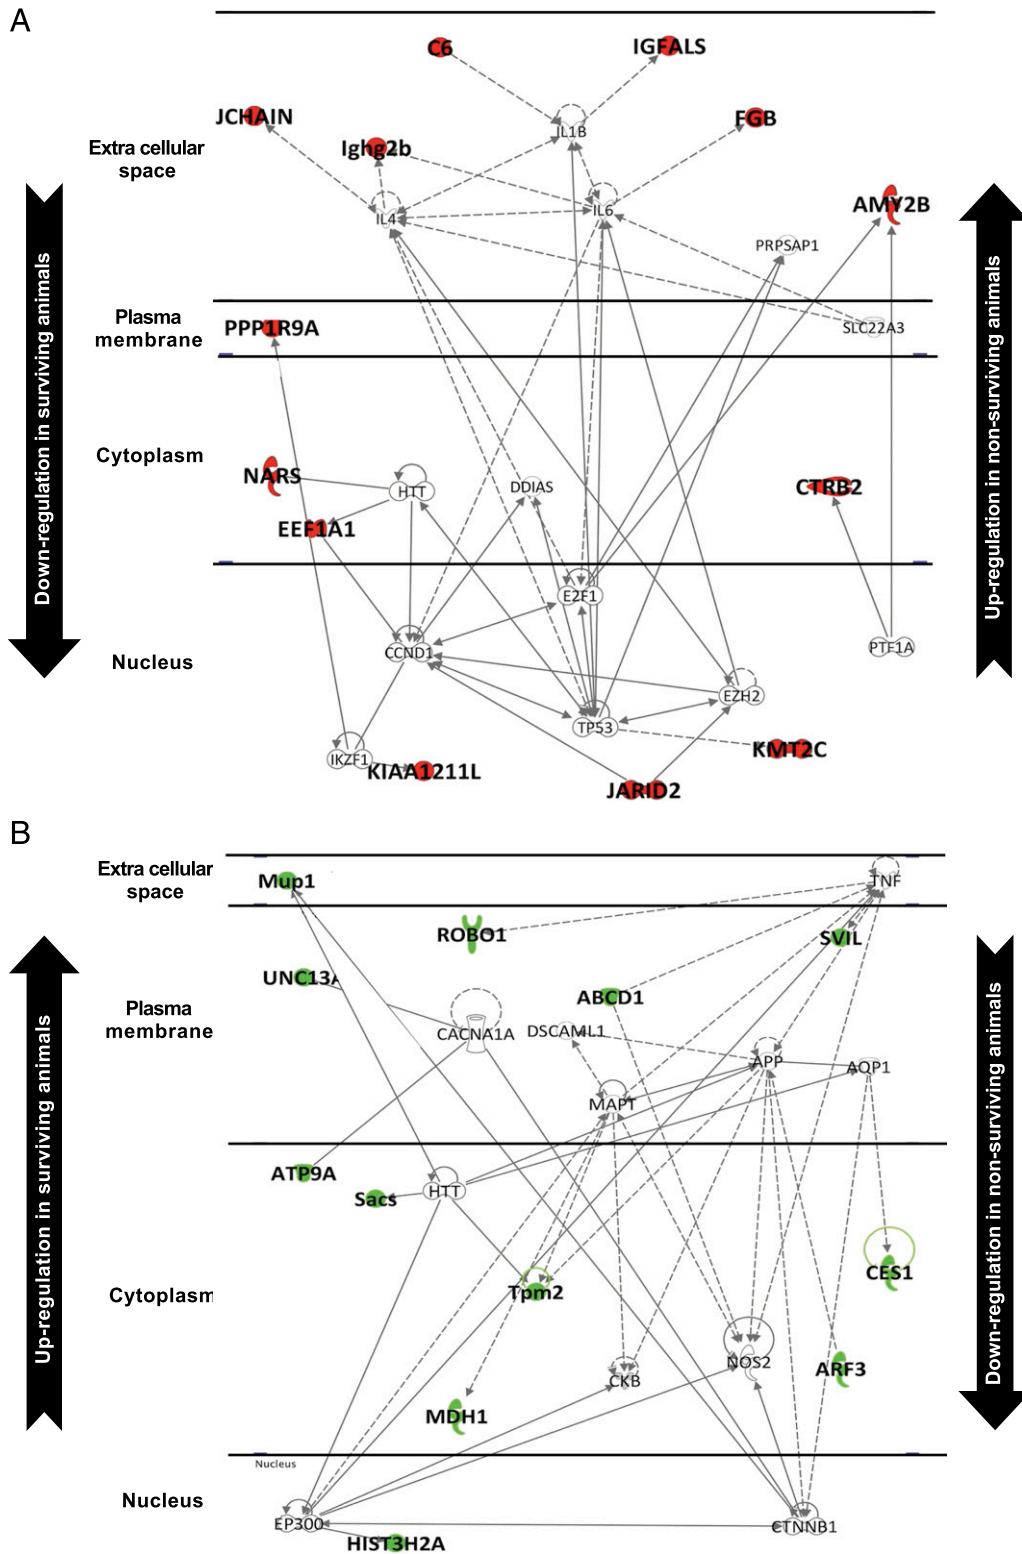 A
C6
IGFALS
JCHAIN
FGB
IL1B
Ighg2b
Extra cellular
space
AMY2B
IL4
IL6
PRPSAP1
Down-regulation in surviving animals
Up-regulation in non-surviving animals
Plasma
membrane
PPP1R9A
SLC22A3
Cytoplasm
NARS
HTT
DDIAS
CTRB2
EEF1A1
E2F1
Nucleus
CCND1
PTF1A
EZH2
TP53
KMT2C
IKZF1
KIAA1211L
JARID2
B
Extra cellular
space
Mup1
TNF
ROBO1
SVIL
UNC13A
ABCD1
Plasma
membrane
CACNA1A
DSCAML1
APP
AQP1
MAPT
Up-regulation in surviving animals
Down-regulation in non-surviving animals
ATP9A
Sacs
HTT
CES1
Cytoplasm
Tpm2
NOS2
ARF3
CKB
MDH1
Nucleus
Nucleus
EP300
CTNNB1
HIST3H2A